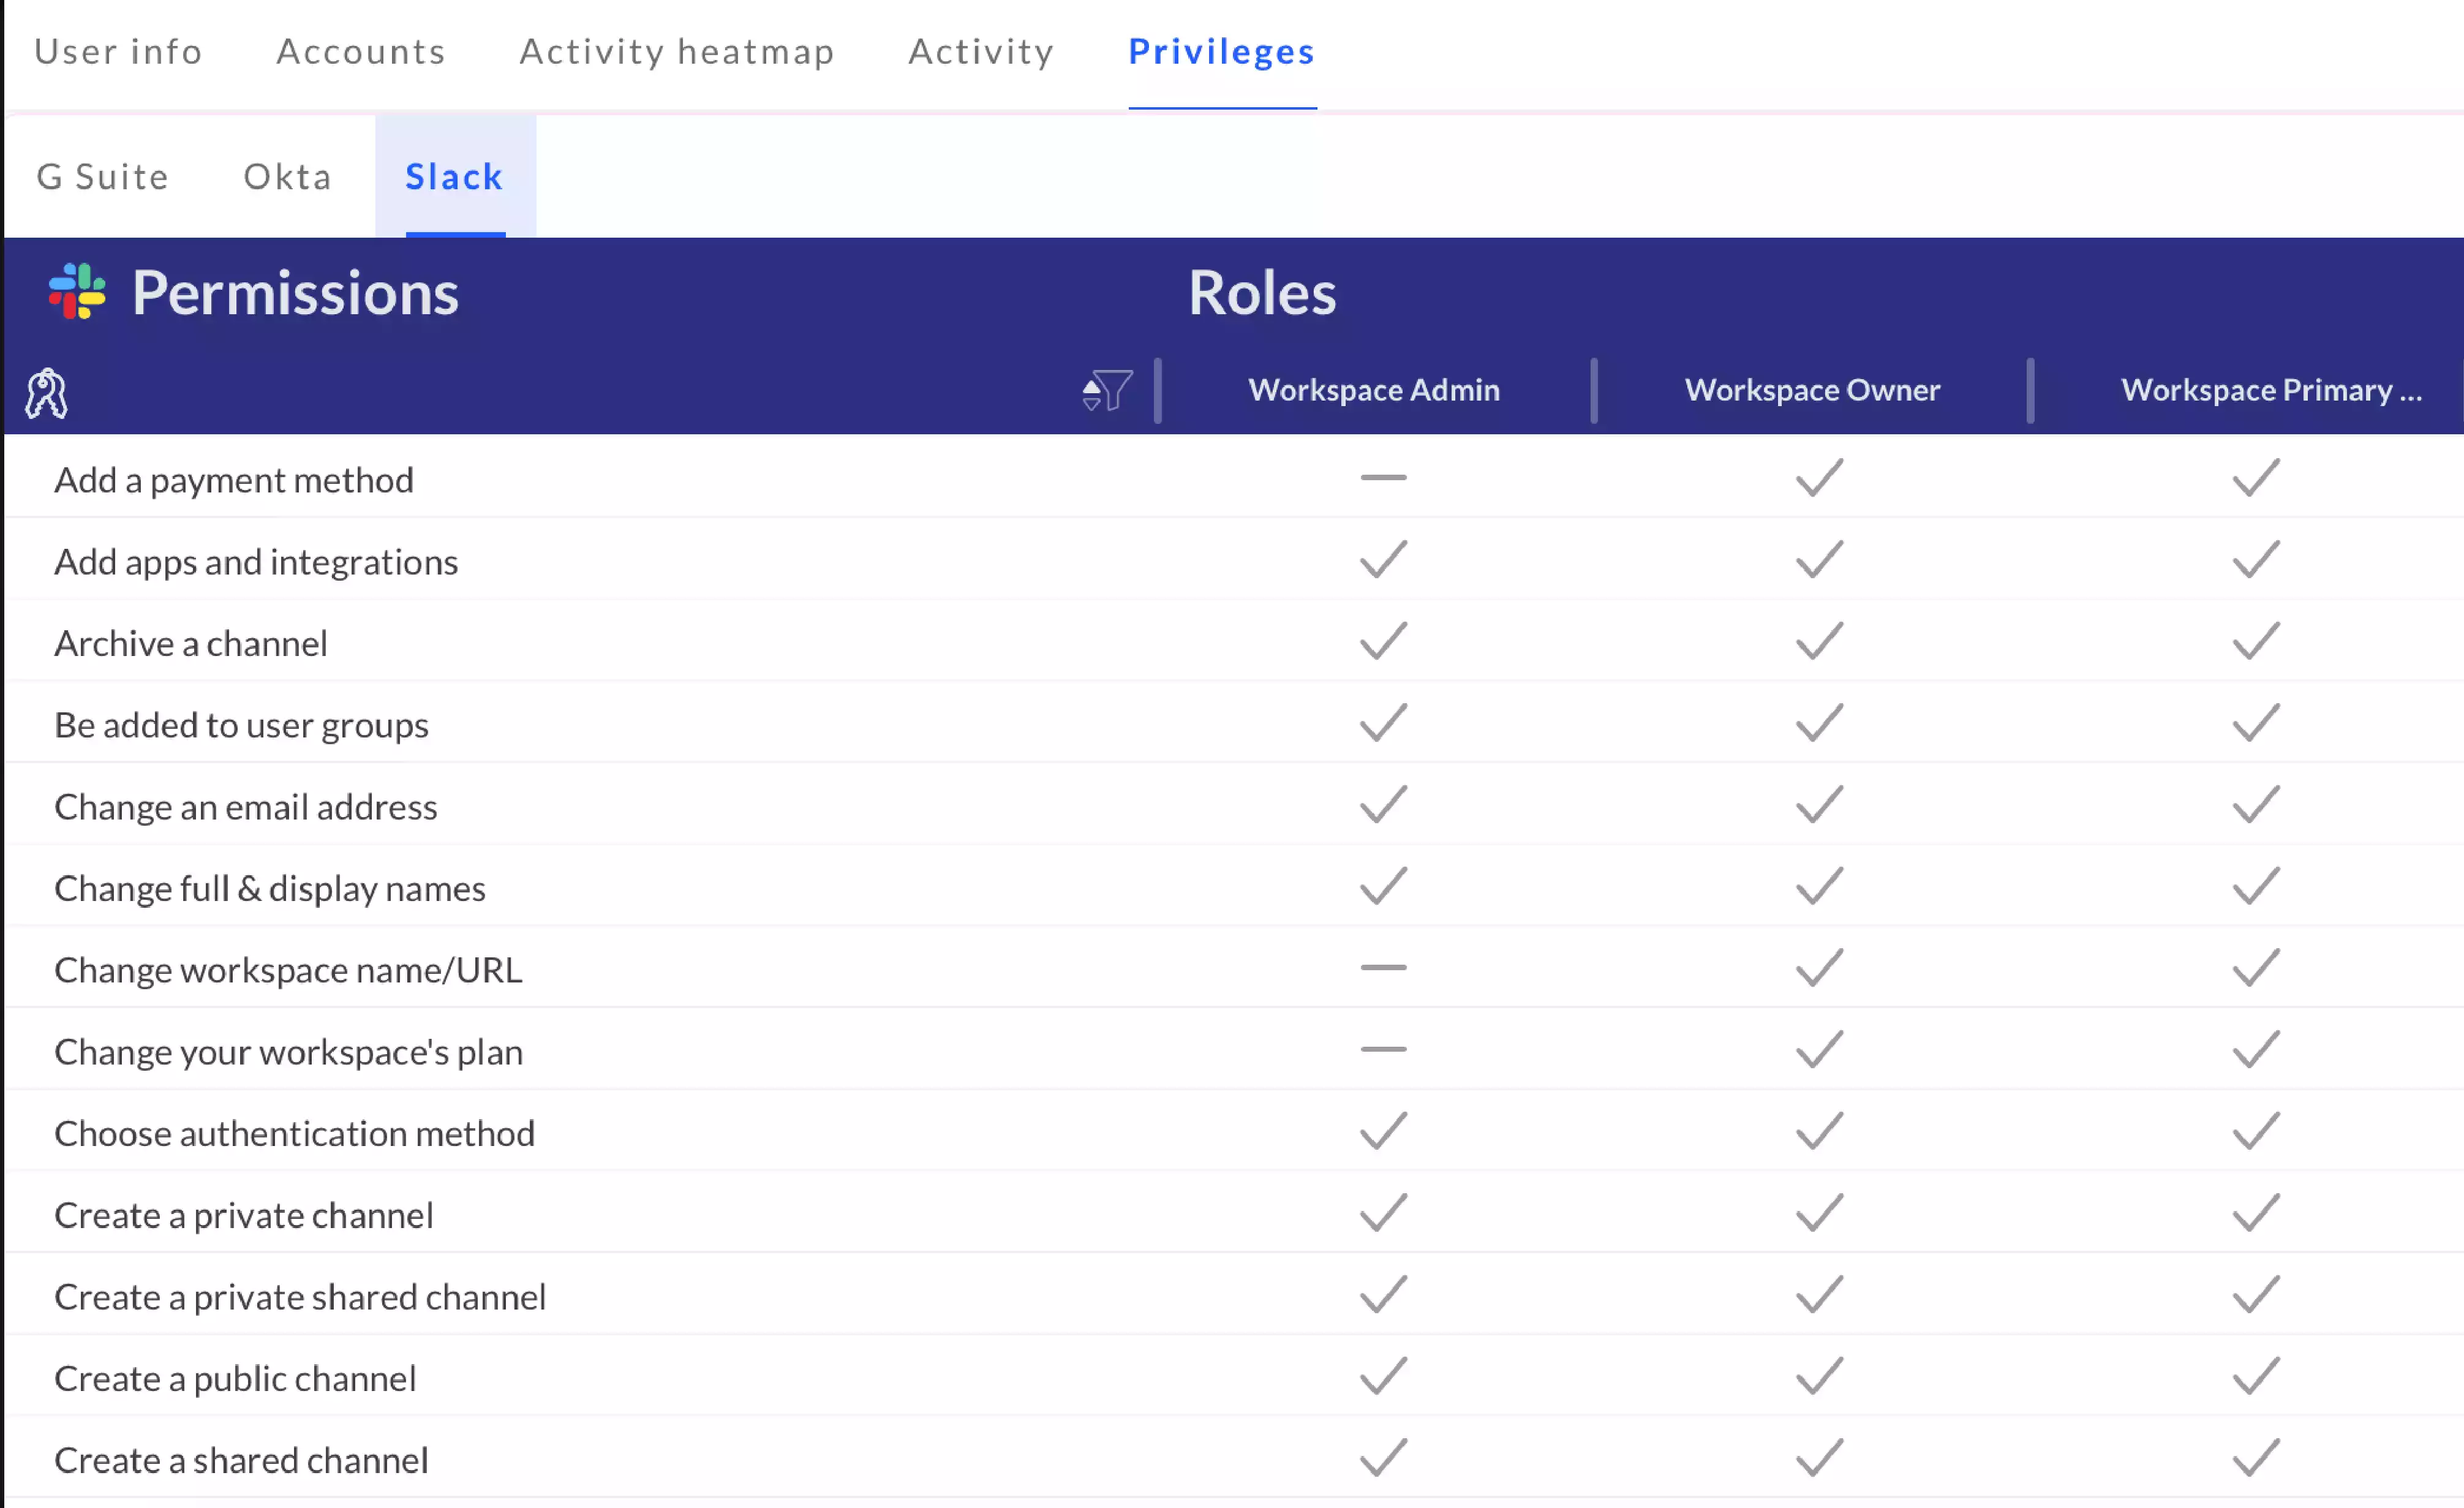 User info Accounts Activity heatmap Activity Privileges
G Suite Okta Slack
Permissions Roles
Workspace Admin Workspace Owner Workspace Primary ...
Add a payment method
Add apps and integrations
Archive a channel
Be added to user groups
Change an email address
Change full & display names
Change workspace name/URL
Change your workspace's plan
Choose authentication method
Create a private channel
Create a private shared channel
Create a public channel
Create a shared channel